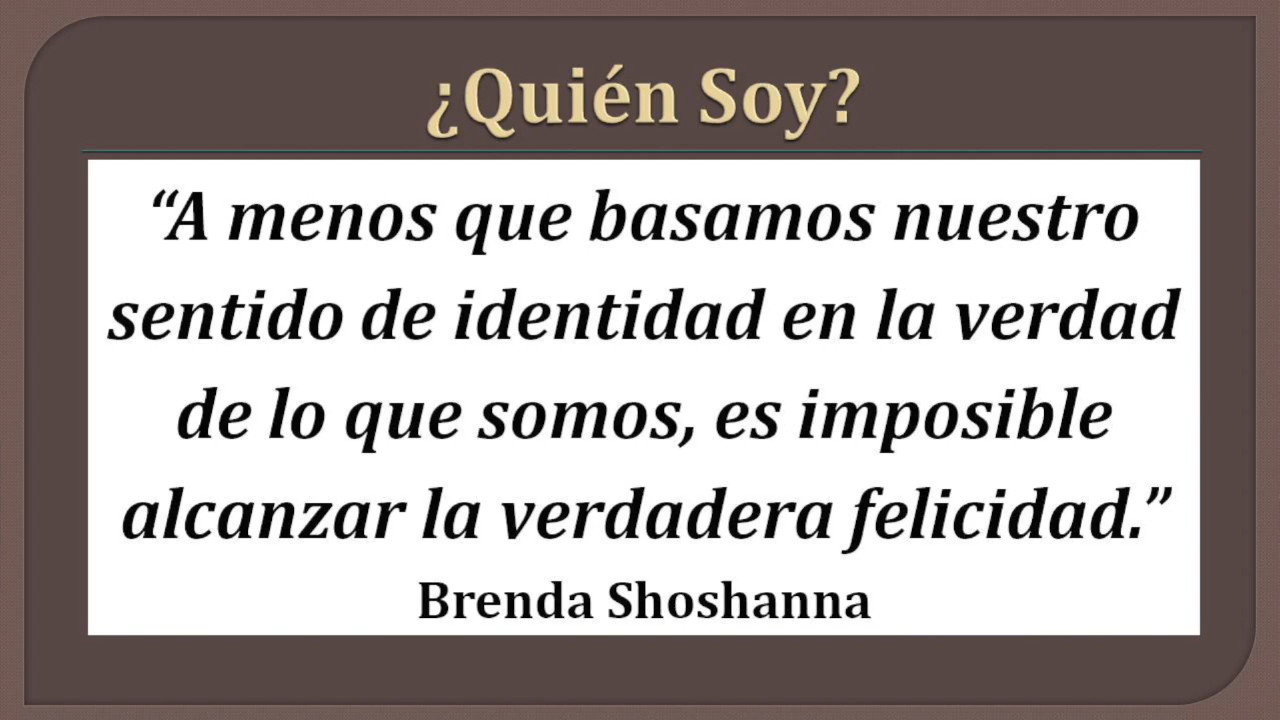 ¿Quién Soy?
“A menos que basamos nuestro
sentido de identidad en la verdad
de lo que somos, es imposible
alcanzar la verdadera felicidad.”
Brenda Shoshanna